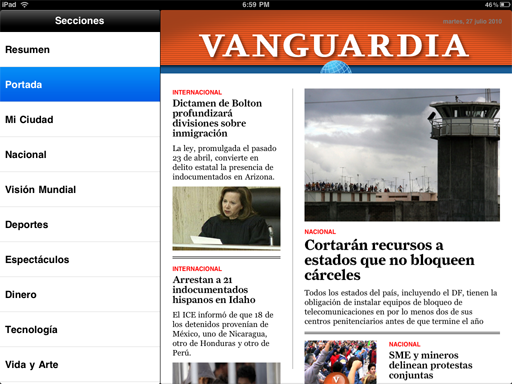 iPad
6:59 PM
46%
Secciones
Resumen
Portada
Mi Ciudad
Nacional
Visión Mundial
Deportes
Espectáculos
Dinero
Tecnología
Vida y Arte
martes, 27 julio 2010
VANGUARDIA
INTERNACIONAL
Dictamen de Bolton
profundizará
divisiones sobre
inmigración
La ley, promulgada el pasado
23 de abril, convierte en
delito estatal la presencia de
indocumentados en Arizona.
INTERNACIONAL
Arrestan a 21
indocumentados
hispanos en Idaho
El ICE informó de que 18 de
los detenidos provenían de
México, uno de Nicaragua,
otro de Honduras y otro de
Perú.
NACIONAL
Cortarán recursos a
estados que no bloqueen
cárceles
Todos los estados del país, incluyendo el DF, tienen la
obligación de instalar equipos de bloqueo de
telecomunicaciones en por lo menos dos de sus
centros penitenciarios antes de que termine el año
NACIONAL
SME y mineros
delinean protestas
conjuntas